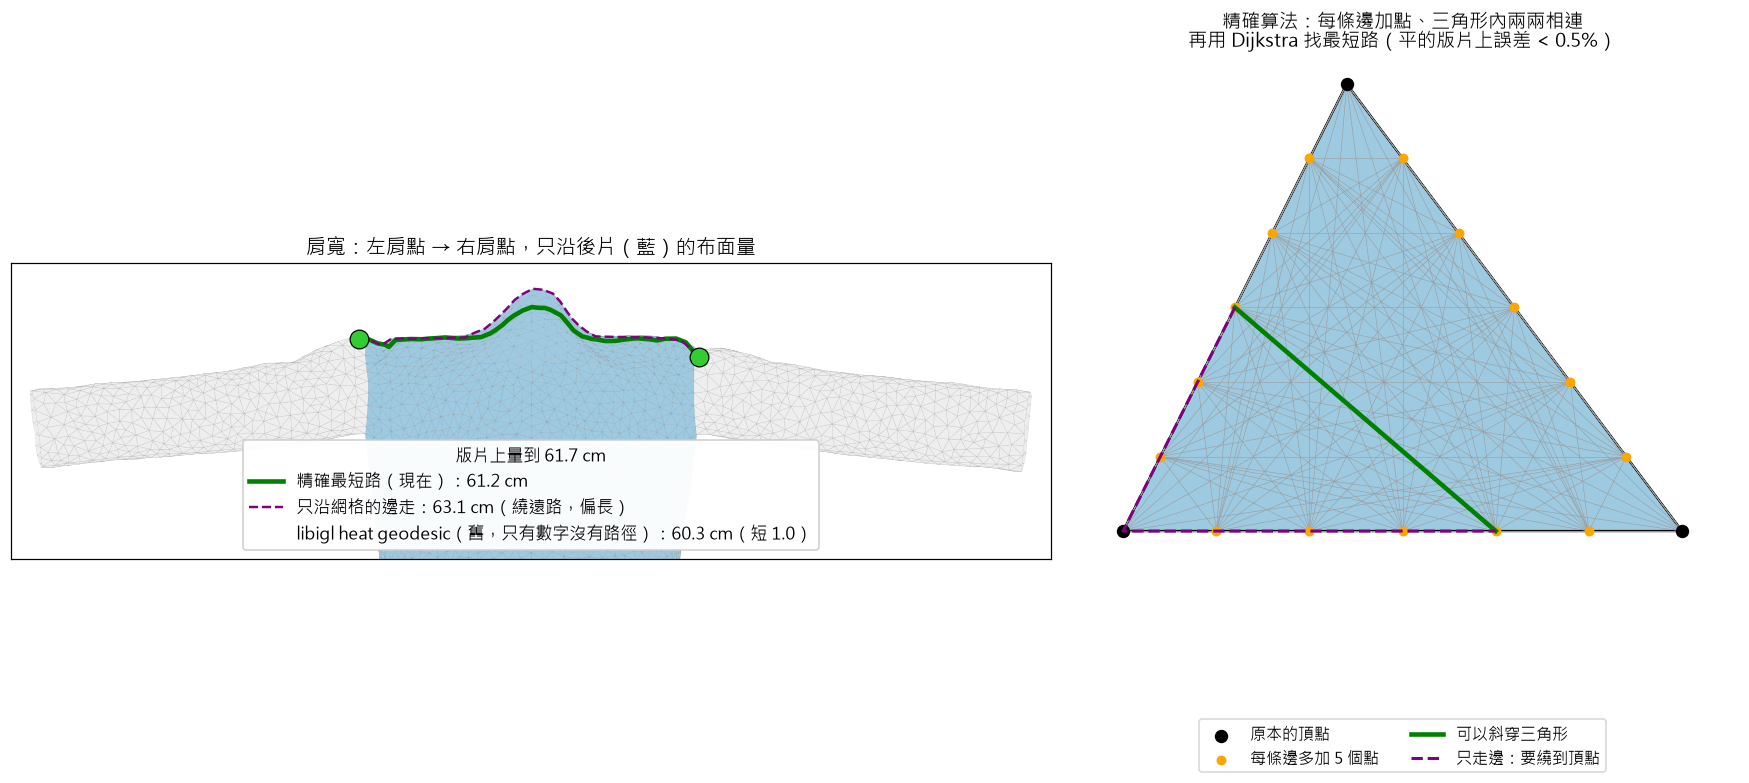 肩寬：左肩點 → 右肩點，只沿後片（藍）的布面量
版片上量到 61.7 cm
精確最短路（現在）：61.2 cm
只沿網格的邊走：63.1 cm（繞遠路，偏長）
libigl heat geodesic（舊，只有數字沒有路徑）：60.3 cm（短 1.0）
精確算法：每條邊加點、三角形內兩兩相連
再用 Dijkstra 找最短路（平的版片上誤差 < 0.5%）
原本的頂點
每條邊多加 5 個點
可以斜穿三角形
只走邊：要繞到頂點